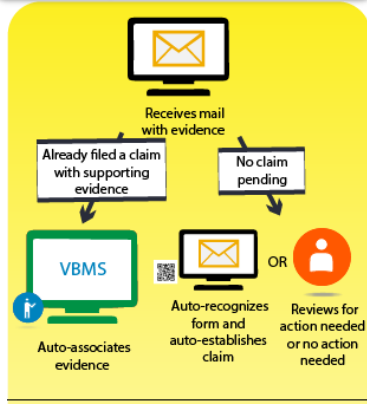 Receives mail
with evidence
Already filed a claim
with supporting
evidence
No claim
pending
VBMS
OR
Auto-associates
evidence
Auto-recognizes
form and
auto-establishes
claim
Reviews for
action needed
or no action
needed